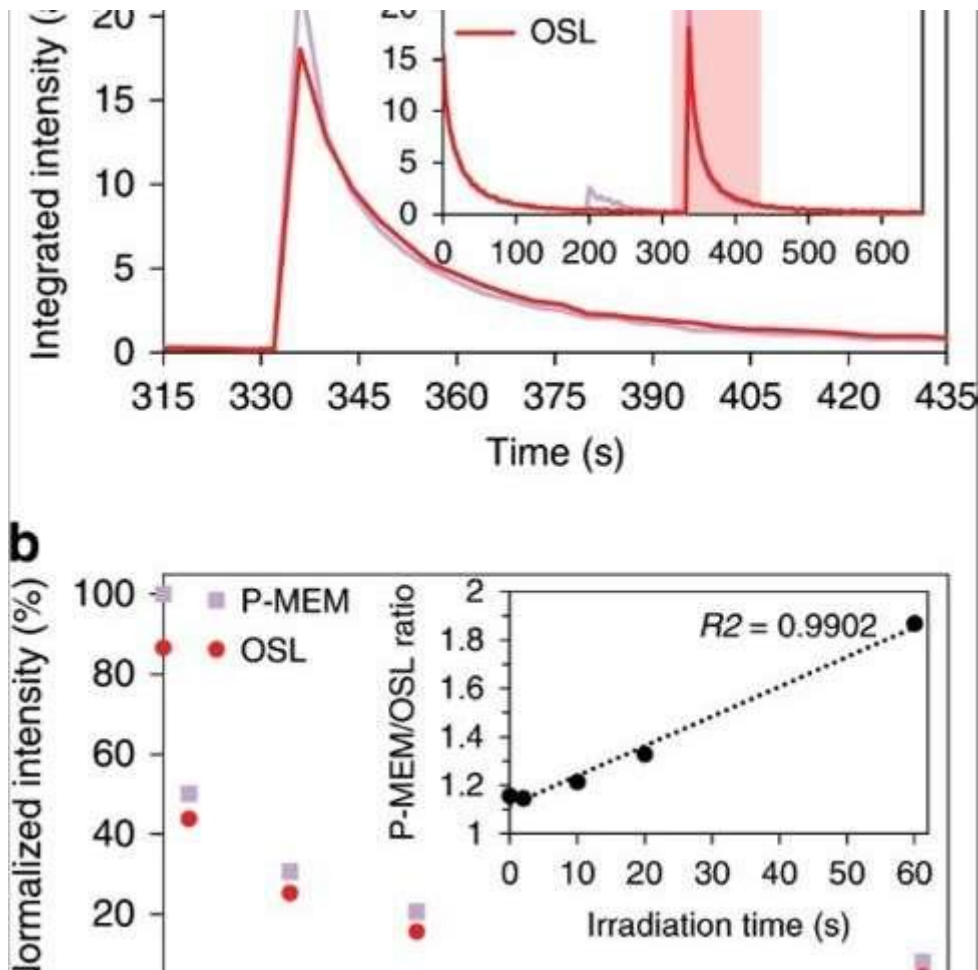 Integrated intensity (
20
15
10
5
0
315 330 345 360 375 390 405 420 435
Time (s)
20
15
10
5
0
OSL
0 100 200 300 400 500 600
b
Normalized intensity (%)
100
80
60
40
20
P-MEM
OSL
P-MEM/OSL ratio
2
1.8
1.6
1.4
1.2
1
R2 = 0.9902
0 10 20 30 40 50 60
Irradiation time (s)